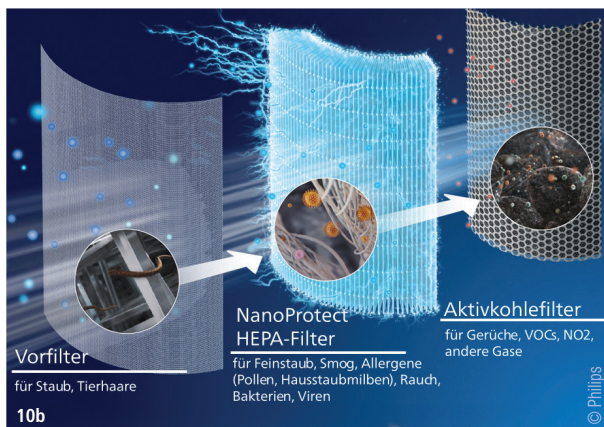 Vorfilter
für Staub, Tierhaare
NanoProtect
HEPA-Filter
für Feinstaub, Smog, Allergene
(Pollen, Hausstaubmilben), Rauch,
Bakterien, Viren
Aktivkohlefilter
für Gerüche, VOCs, NO2,
andere Gase
10b
© Philips